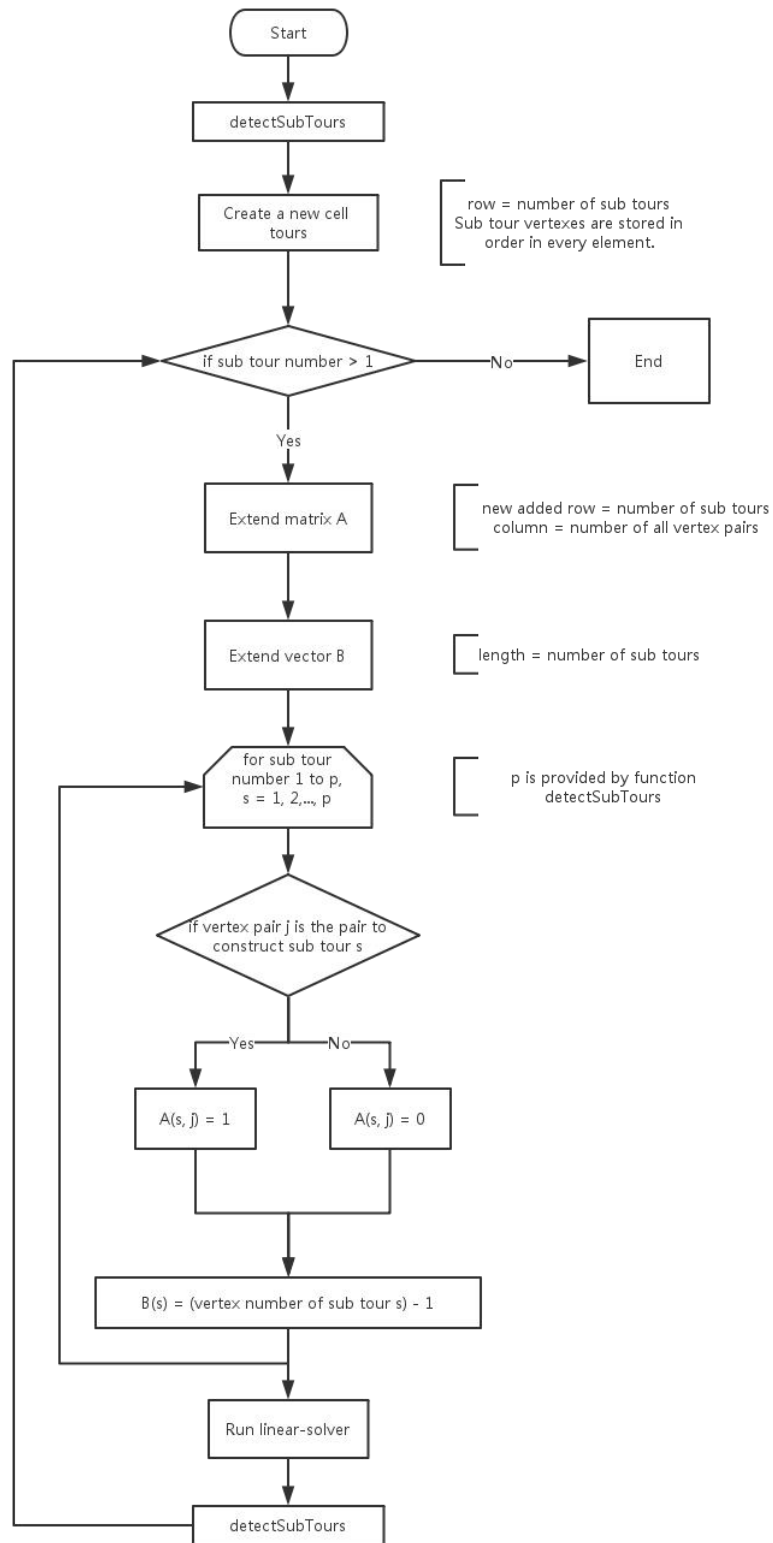 Start
detectSubTours
Create a new cell
tours
row = number of sub tours
Sub tour vertexes are stored in
order in every element.
if sub tour number > 1
No
End
Yes
Extend matrix A
new added row = number of sub tours
column = number of all vertex pairs
Extend vector B
length = number of sub tours
for sub tour
number 1 to p,
s = 1, 2,..., p
p is provided by function
detectSubTours
if vertex pair j is the pair to
construct sub tour s
Yes
No
A(s, j) = 1
A(s, j) = 0
B(s) = (vertex number of sub tour s) - 1
Run linear-solver
detectSubTours